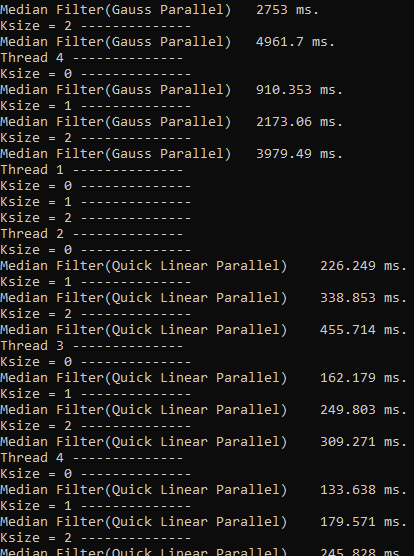 Median Filter(Gauss Parallel)   2753 ms.
Ksize = 2 --------------
Median Filter(Gauss Parallel)   4961.7 ms.
Thread 4 --------------
Ksize = 0 --------------
Median Filter(Gauss Parallel)   910.353 ms.
Ksize = 1 --------------
Median Filter(Gauss Parallel)   2173.06 ms.
Ksize = 2 --------------
Median Filter(Gauss Parallel)   3979.49 ms.
Thread 1 --------------
Ksize = 0 --------------
Ksize = 1 --------------
Ksize = 2 --------------
Thread 2 --------------
Ksize = 0 --------------
Median Filter(Quick Linear Parallel)    226.249 ms.
Ksize = 1 --------------
Median Filter(Quick Linear Parallel)    338.853 ms.
Ksize = 2 --------------
Median Filter(Quick Linear Parallel)    455.714 ms.
Thread 3 --------------
Ksize = 0 --------------
Median Filter(Quick Linear Parallel)    162.179 ms.
Ksize = 1 --------------
Median Filter(Quick Linear Parallel)    249.803 ms.
Ksize = 2 --------------
Median Filter(Quick Linear Parallel)    309.271 ms.
Thread 4 --------------
Ksize = 0 --------------
Median Filter(Quick Linear Parallel)    133.638 ms.
Ksize = 1 --------------
Median Filter(Quick Linear Parallel)    179.571 ms.
Ksize = 2 --------------
Median Filter(Quick Linear Parallel)    245.828 ms.